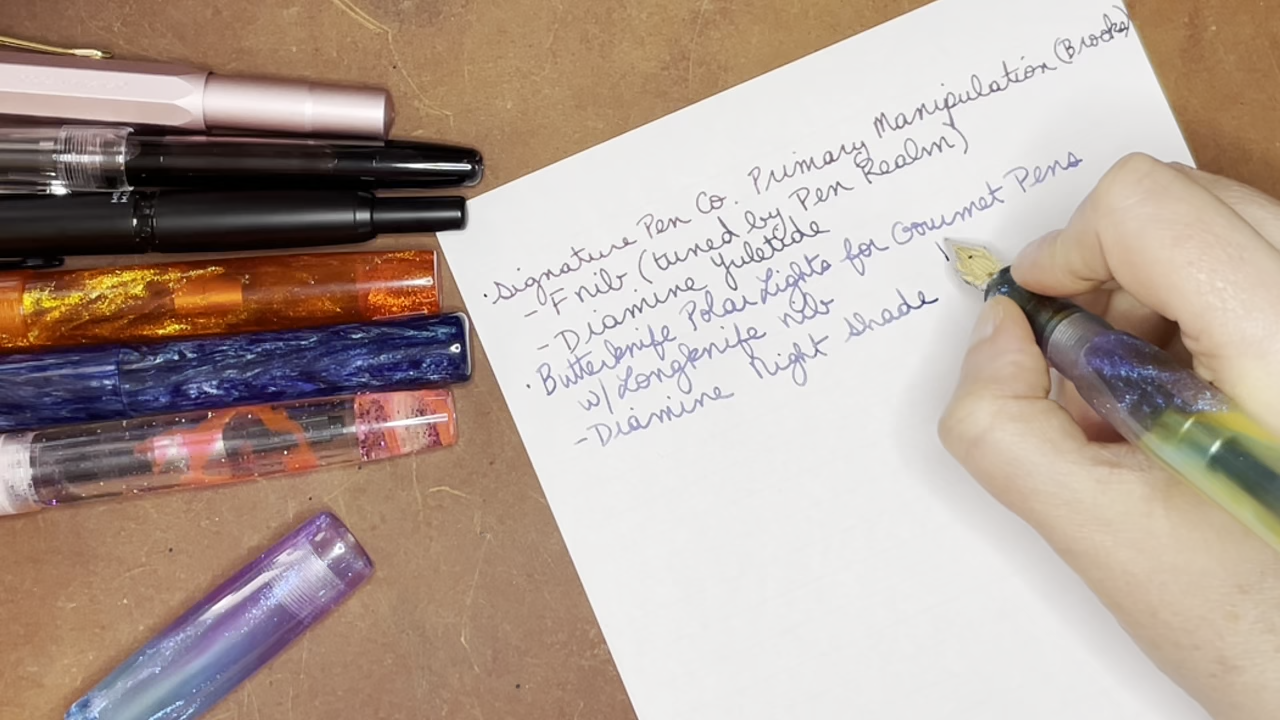 · Signature Pen Co. Primary Manipulation (Brooks)
- F nib (tuned by Pen Realm)
- Diamine Yuletide
· Butterknife Polar Lights for Gourmet Pens
w/ Longknife nib
- Diamine Night Shade